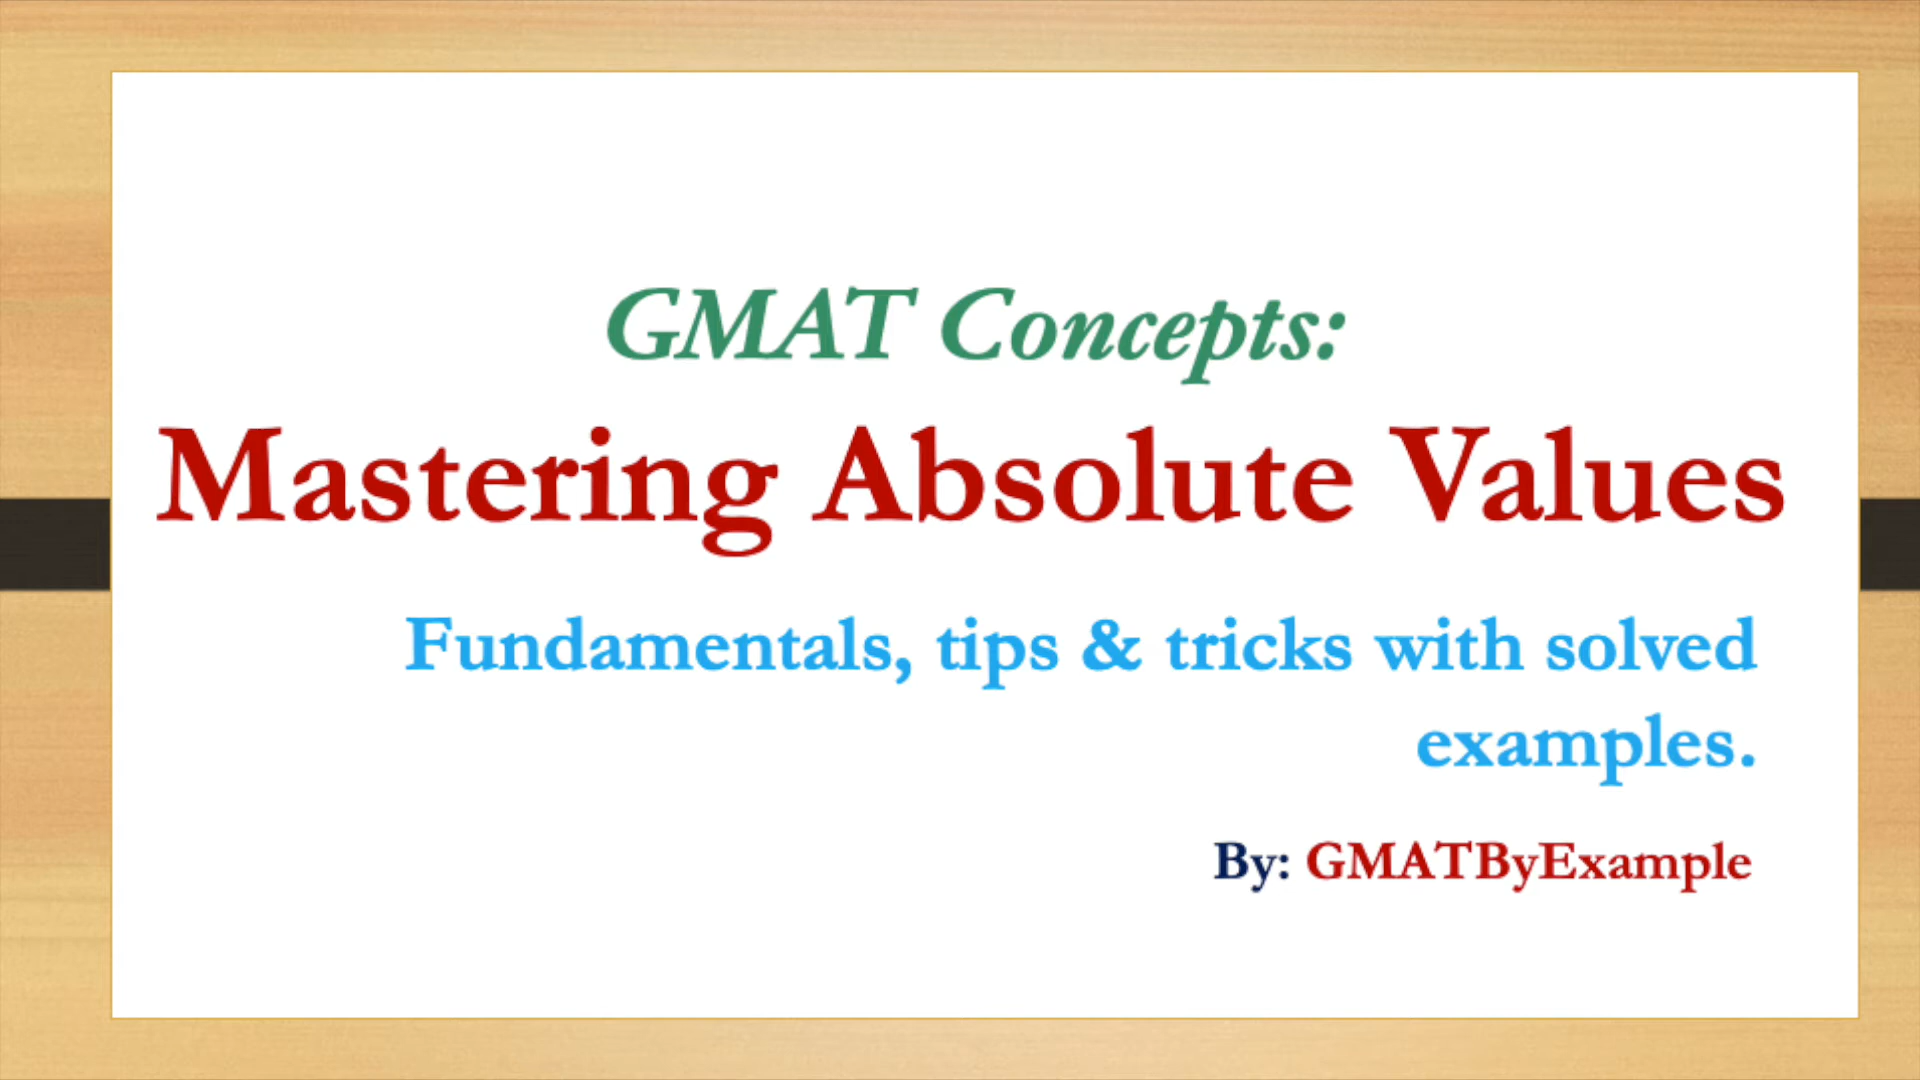 GMAT Concepts:
Mastering Absolute Values
Fundamentals, tips & tricks with solved
examples.
By: GMATByExample